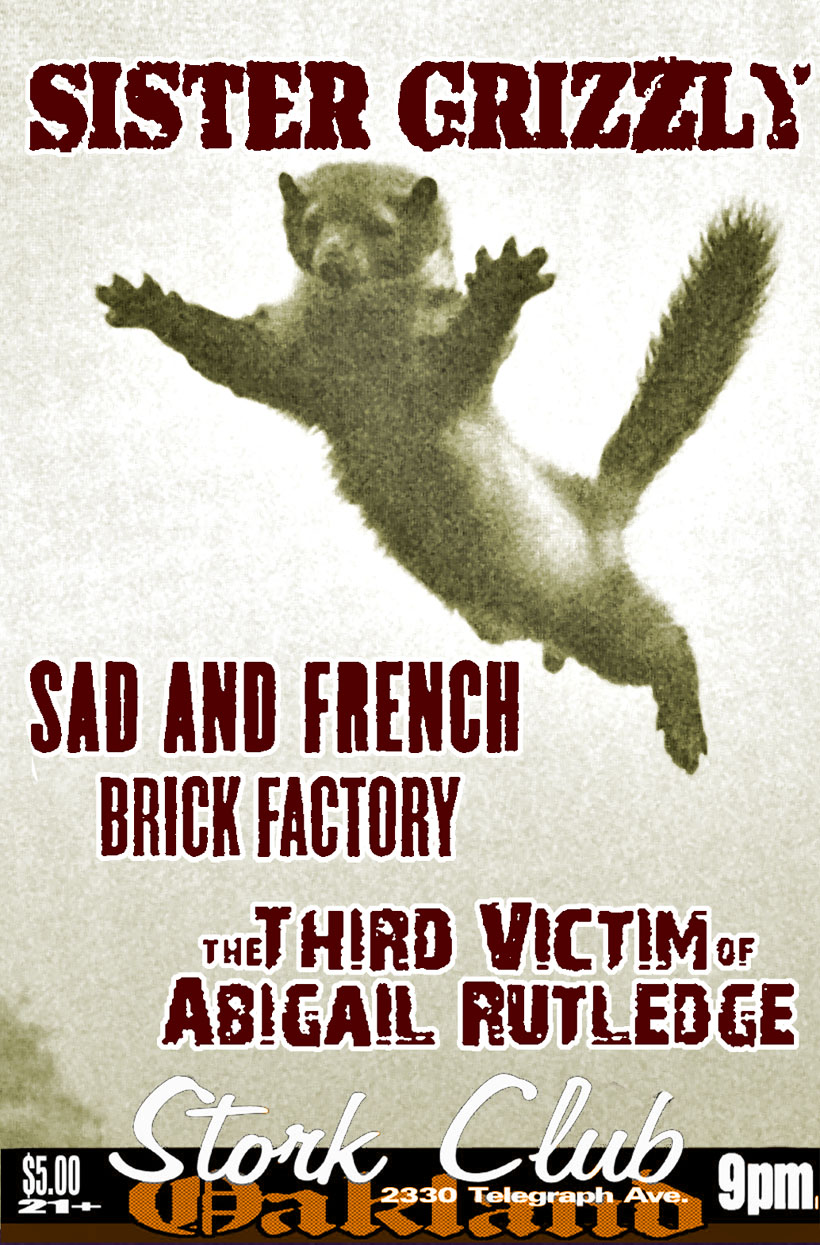 SISTER GRIZZLY
SAD AND FRENCH
BRICK FACTORY
THE THIRD VICTIM OF
ABIGAIL RUTLEDGE
Stork Club
$5.00
21+
2330 Telegraph Ave.
9pm.
Oakland